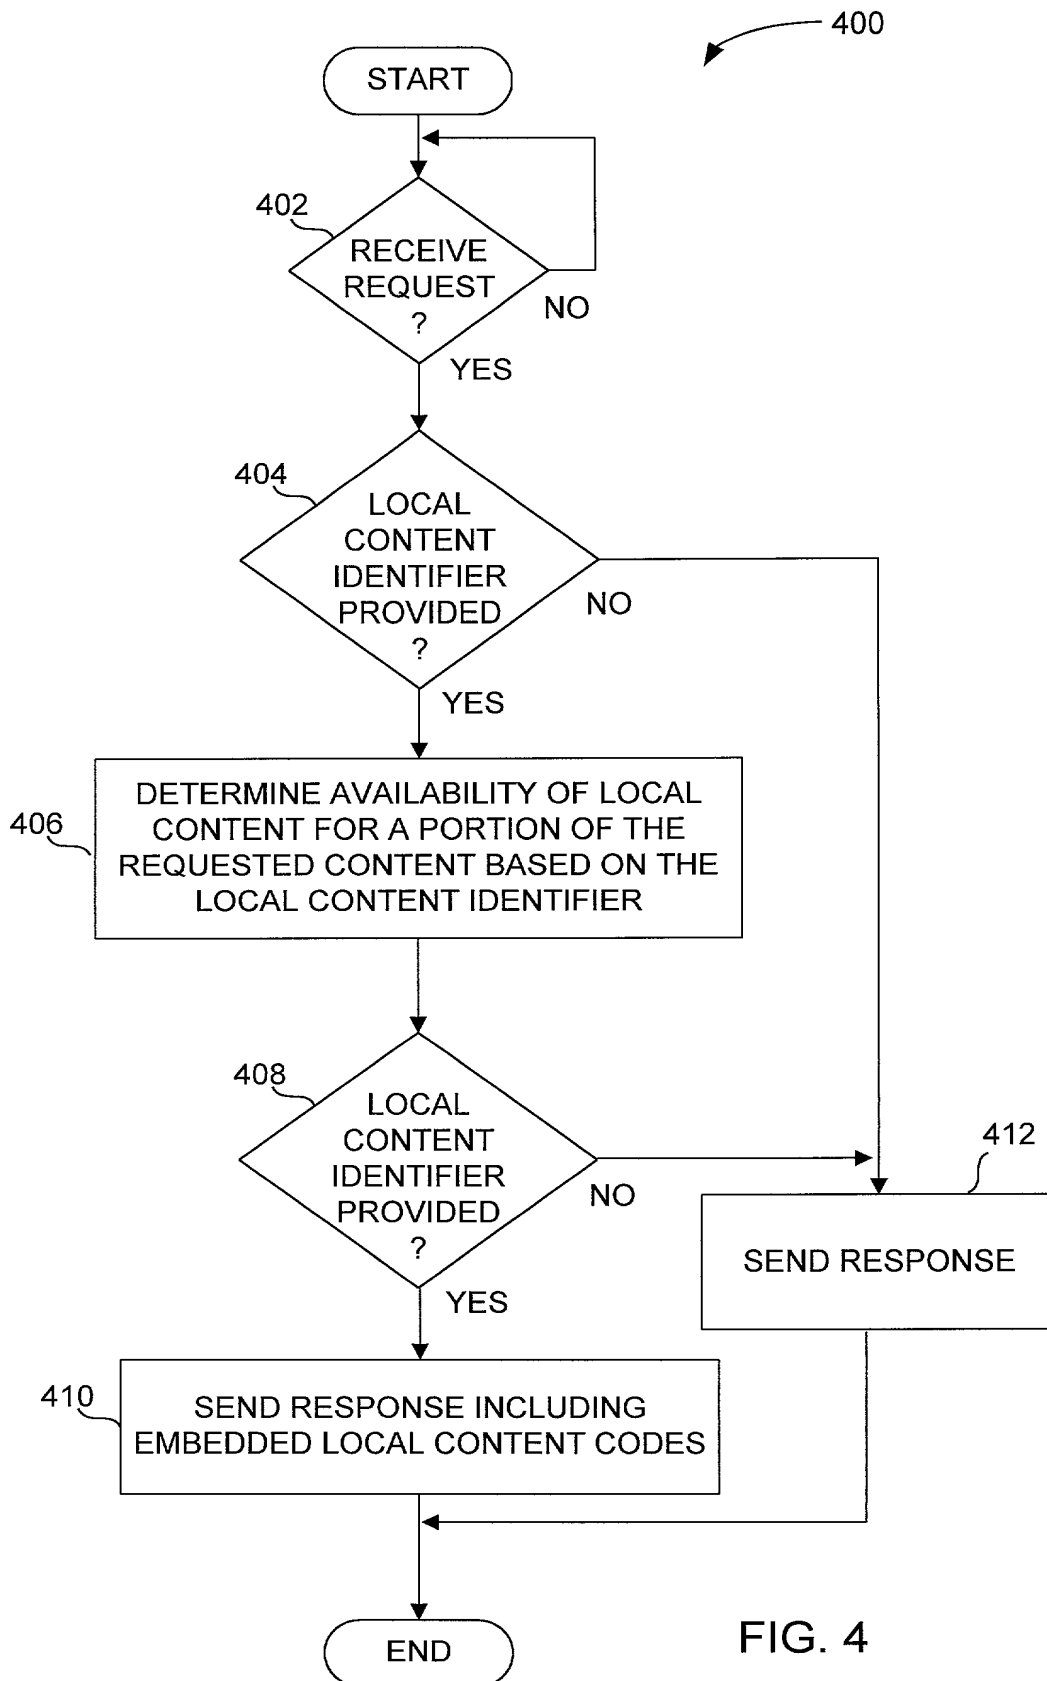 400
START
402
RECEIVE
REQUEST
?
NO
YES
404
LOCAL
CONTENT
IDENTIFIER
PROVIDED
?
NO
YES
406
DETERMINE AVAILABILITY OF LOCAL
CONTENT FOR A PORTION OF THE
REQUESTED CONTENT BASED ON THE
LOCAL CONTENT IDENTIFIER
408
LOCAL
CONTENT
IDENTIFIER
PROVIDED
?
NO
YES
412
SEND RESPONSE
410
SEND RESPONSE INCLUDING
EMBEDDED LOCAL CONTENT CODES
END
FIG. 4